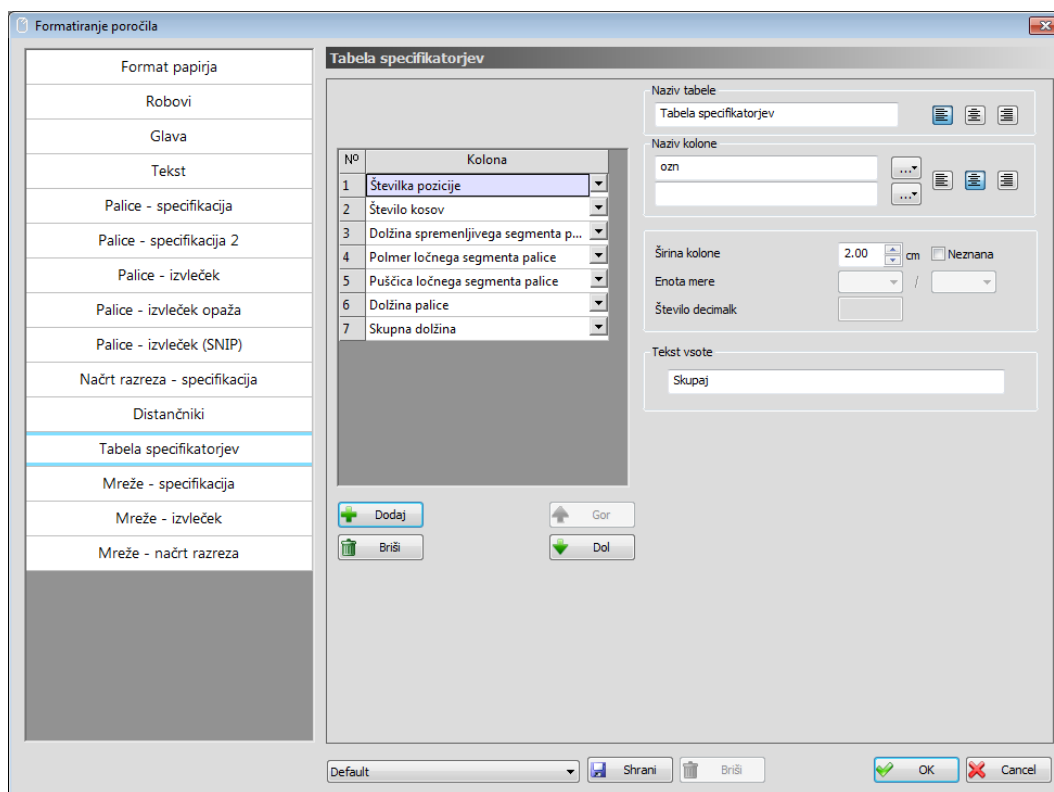 Formatiranje poročila
Format papirja
Robovi
Glava
Tekst
Palice - specifikacija
Palice - specifikacija 2
Palice - izvleček
Palice - izvleček opaža
Palice - izvleček (SNIP)
Načrt razreza - specifikacija
Distančniki
Tabela specifikatorjev
Mreže - specifikacija
Mreže - izvleček
Mreže - načrt razreza
Tabela specifikatorjev
Nº Kolona
1 Številka pozicije
2 Število kosov
3 Dolžina spremenljivega segmenta p...
4 Polmer ločnega segmenta palice
5 Puščica ločnega segmenta palice
6 Dolžina palice
7 Skupna dolžina
Dodaj Gor
Briši Dol
Naziv tabele
Tabela specifikatorjev
Naziv kolone
ozn ...
...
Širina kolone 2.00 cm Neznana
Enota mere /
Število decimalk
Tekst vsote
Skupaj
Default Shrani Briši OK Cancel